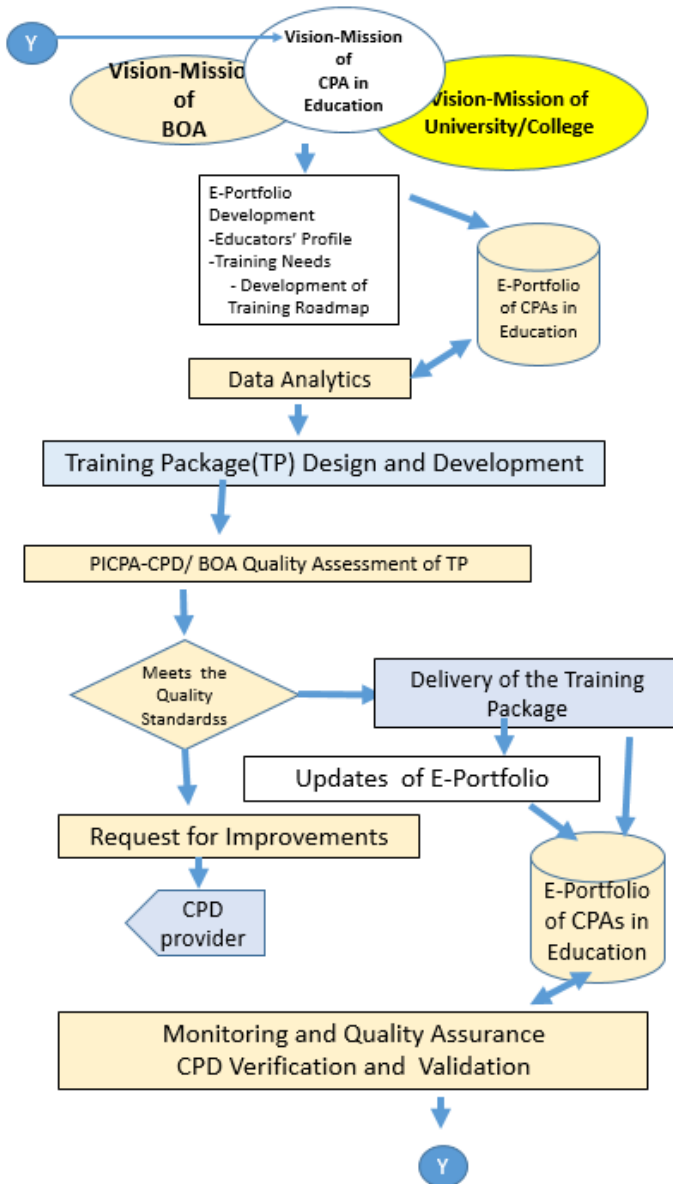 Y
Vision-Mission
of
CPA in
Education
Vision-Mission
of
BOA
Vision-Mission of
University/College
E-Portfolio
Development
-Educators' Profile
-Training Needs
- Development of
Training Roadmap
E-Portfolio
of CPAs in
Education
Data Analytics
Training Package(TP) Design and Development
PICPA-CPD/ BOA Quality Assessment of TP
Meets the
Quality
Standardss
Delivery of the Training
Package
Updates of E-Portfolio
Request for Improvements
CPD
provider
E-Portfolio
of CPAs in
Education
Monitoring and Quality Assurance
CPD Verification and Validation
Y